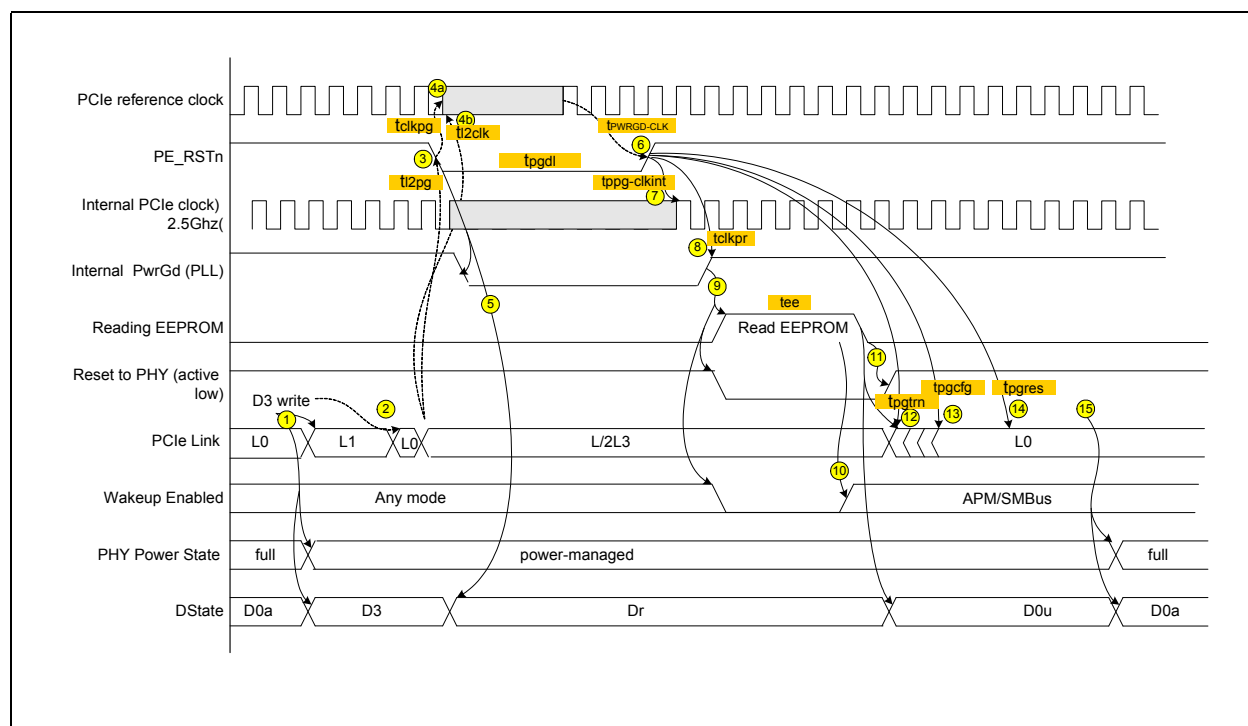 4a
PCIe reference clock
4b
tclkpg
tl2clk
tPWRGD-CLK
6
3
PE_RSTn
tpgdl
tl2pg
tppg-clkint
7
Internal PCIe clock)
2.5Ghz(
tclkpr
8
Internal PwrGd (PLL)
9
5
tee
Reading EEPROM
Read EEPROM
11
Reset to PHY (active
low)
tpgcfg
tpgres
D3 write
2
tpgtrn
1
12
13
14
15
PCIe Link
L0
L1
L0
L/2L3
L0
10
Wakeup Enabled
Any mode
APM/SMBus
PHY Power State
full
power-managed
full
DState
D0a
D3
Dr
D0u
D0a